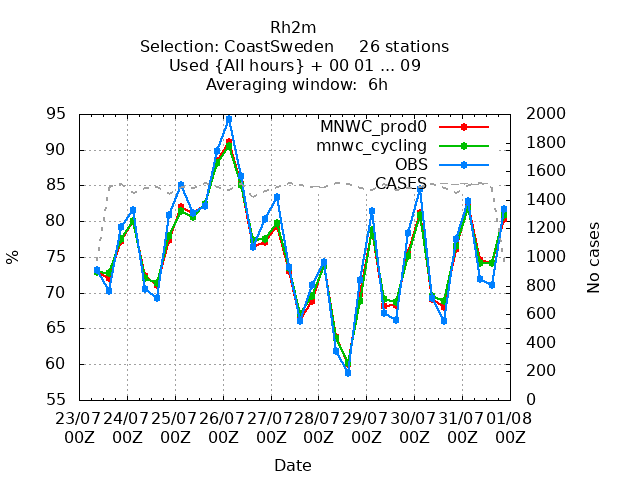 Rh2m
Selection: CoastSweden     26 stations
Used {All hours} + 00 01 ... 09
Averaging window:  6h
MNWC_prod0
mnwc_cycling
OBS
CASES
95
90
85
80
75
70
65
60
55
%
2000
1800
1600
1400
1200
1000
800
600
400
200
0
No cases
23/07 24/07 25/07 26/07 27/07 28/07 29/07 30/07 31/07 01/08
00Z 00Z 00Z 00Z 00Z 00Z 00Z 00Z 00Z 00Z
Date